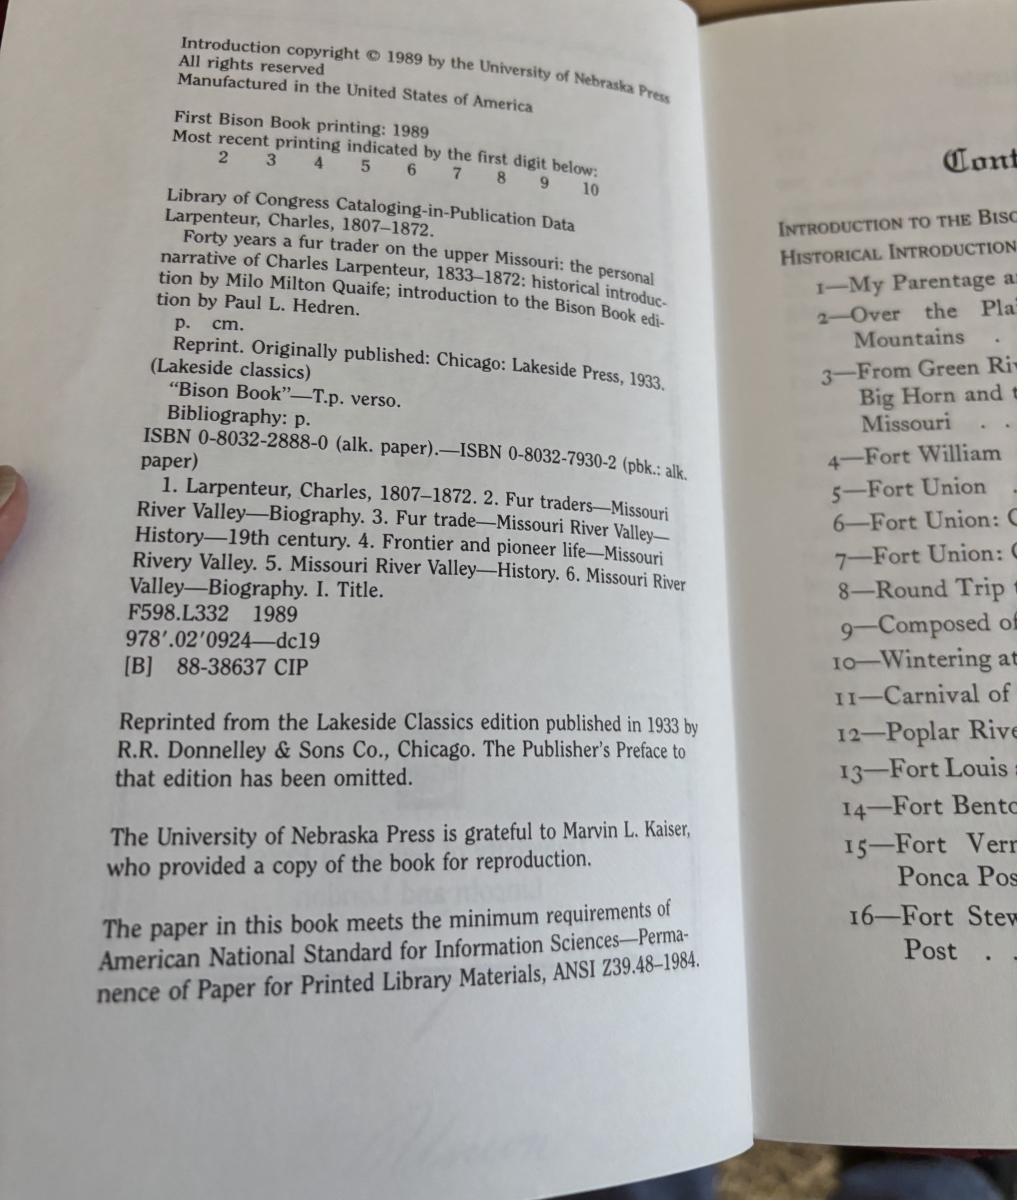 Introduction copyright © 1989 by the University of Nebraska Press
All rights reserved
Manufactured in the United States of America
First Bison Book printing: 1989
Most recent printing indicated by the first digit below:
2 3 4 5 6 7 8 9 10
Library of Congress Cataloging-in-Publication Data
Larpenteur, Charles, 1807–1872.
Forty years a fur trader on the upper Missouri: the personal
narrative of Charles Larpenteur, 1833–1872: historical introduc-
tion by Milo Milton Quaife; introduction to the Bison Book edi-
tion by Paul L. Hedren.
p. cm.
Reprint. Originally published: Chicago: Lakeside Press, 1933.
(Lakeside classics)
“Bison Book”—T.p. verso.
Bibliography: p.
ISBN 0-8032-2888-0 (alk. paper).—ISBN 0-8032-7930-2 (pbk.: alk.
paper)
1. Larpenteur, Charles, 1807–1872. 2. Fur traders—Missouri
River Valley—Biography. 3. Fur trade—Missouri River Valley—
History—19th century. 4. Frontier and pioneer life—Missouri
Rivery Valley. 5. Missouri River Valley—History. 6. Missouri River
Valley—Biography. I. Title.
F598.L332 1989
978′.02′0924—dc19
[B] 88-38637 CIP
Reprinted from the Lakeside Classics edition published in 1933 by
R.R. Donnelley & Sons Co., Chicago. The Publisher’s Preface to
that edition has been omitted.
The University of Nebraska Press is grateful to Marvin L. Kaiser,
who provided a copy of the book for reproduction.
The paper in this book meets the minimum requirements of
American National Standard for Information Sciences—Perma-
nence of Paper for Printed Library Materials, ANSI Z39.48–1984.
Cont
Introduction to the Biso
Historical Introduction
1—My Parentage a
2—Over the Pla
Mountains .
3—From Green Riv
Big Horn and t
Missouri . .
4—Fort William
5—Fort Union .
6—Fort Union: C
7—Fort Union: C
8—Round Trip t
9—Composed of
10—Wintering at
11—Carnival of
12—Poplar Rive
13—Fort Louis a
14—Fort Bento
15—Fort Verr
Ponca Pos
16—Fort Stew
Post . .